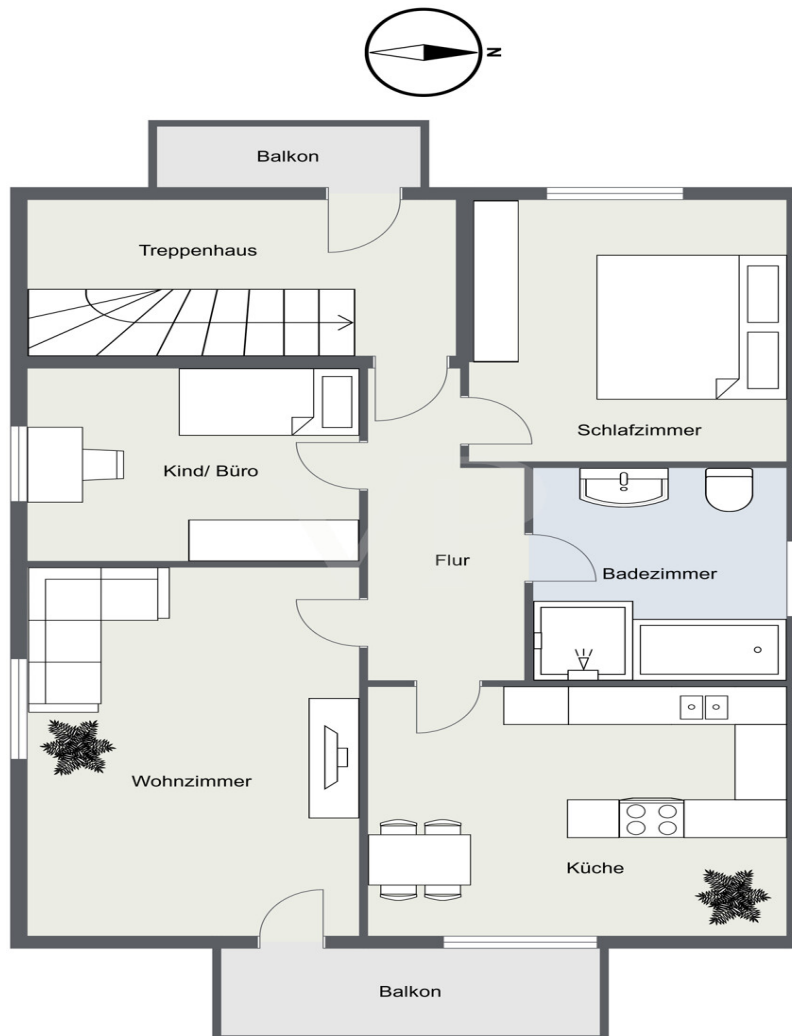 N
Balkon
Treppenhaus
Schlafzimmer
Kind/ Büro
Flur
Badezimmer
Wohnzimmer
Küche
Balkon